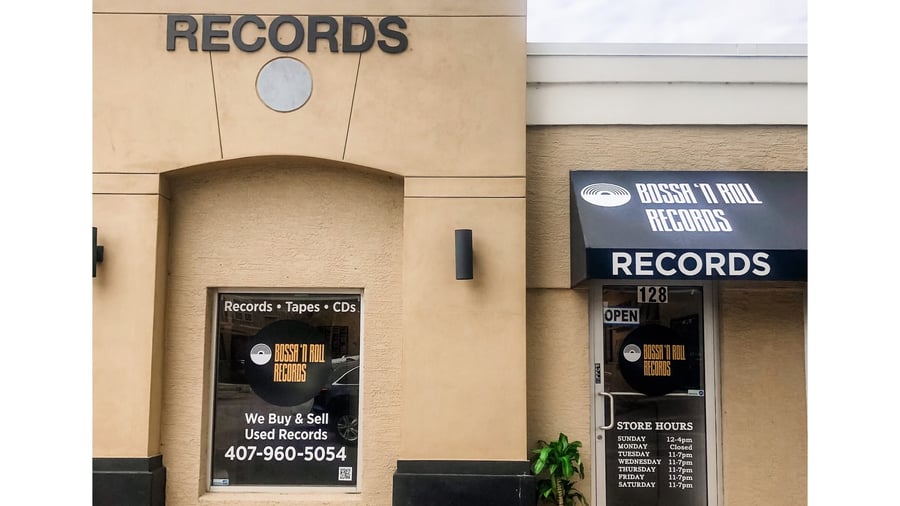 RECORDS
Records • Tapes • CDs
BOSSA 'N ROLL
RECORDS
We Buy & Sell
Used Records
407-960-5054
BOSSA 'N ROLL
RECORDS
RECORDS
128
OPEN
BOSSA 'N ROLL
RECORDS
STORE HOURS
SUNDAY 12-4pm
MONDAY Closed
TUESDAY 11-7pm
WEDNESDAY 11-7pm
THURSDAY 11-7pm
FRIDAY 11-7pm
SATURDAY 11-7pm